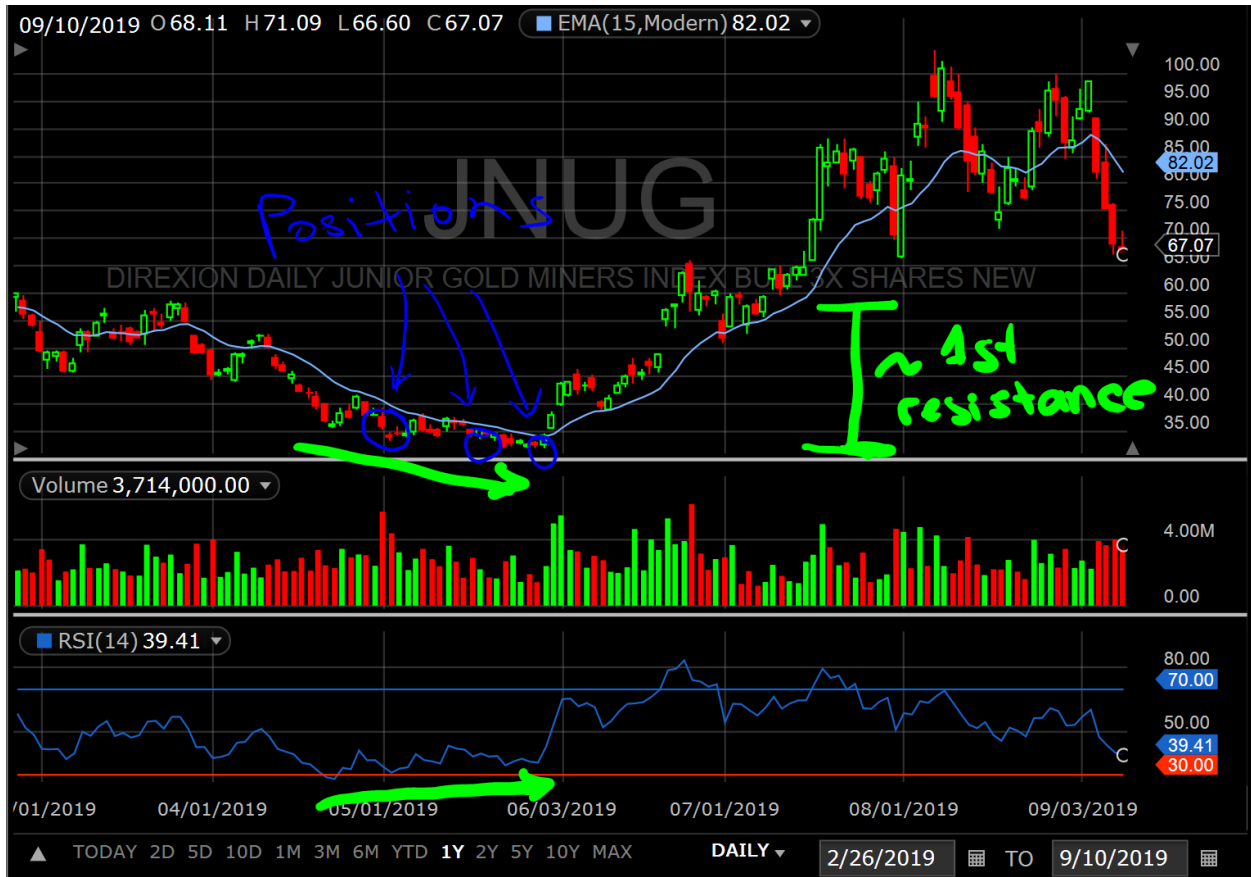 09/10/2019 O 68.11 H 71.09 L 66.60 C 67.07 EMA(15,Modern) 82.02
100.00
95.00
90.00
85.00
82.02
80.00
75.00
70.00
67.07
65.00
60.00
55.00
50.00
45.00
40.00
35.00
JNUG
Positions
DIREXION DAILY JUNIOR GOLD MINERS INDEX BULL 3X SHARES NEW
~ 1st
resistance
Volume 3,714,000.00
4.00M
0.00
RSI(14) 39.41
80.00
70.00
50.00
39.41
30.00
/01/2019 04/01/2019 05/01/2019 06/03/2019 07/01/2019 08/01/2019 09/03/2019
TODAY 2D 5D 10D 1M 3M 6M YTD 1Y 2Y 5Y 10Y MAX DAILY 2/26/2019 TO 9/10/2019